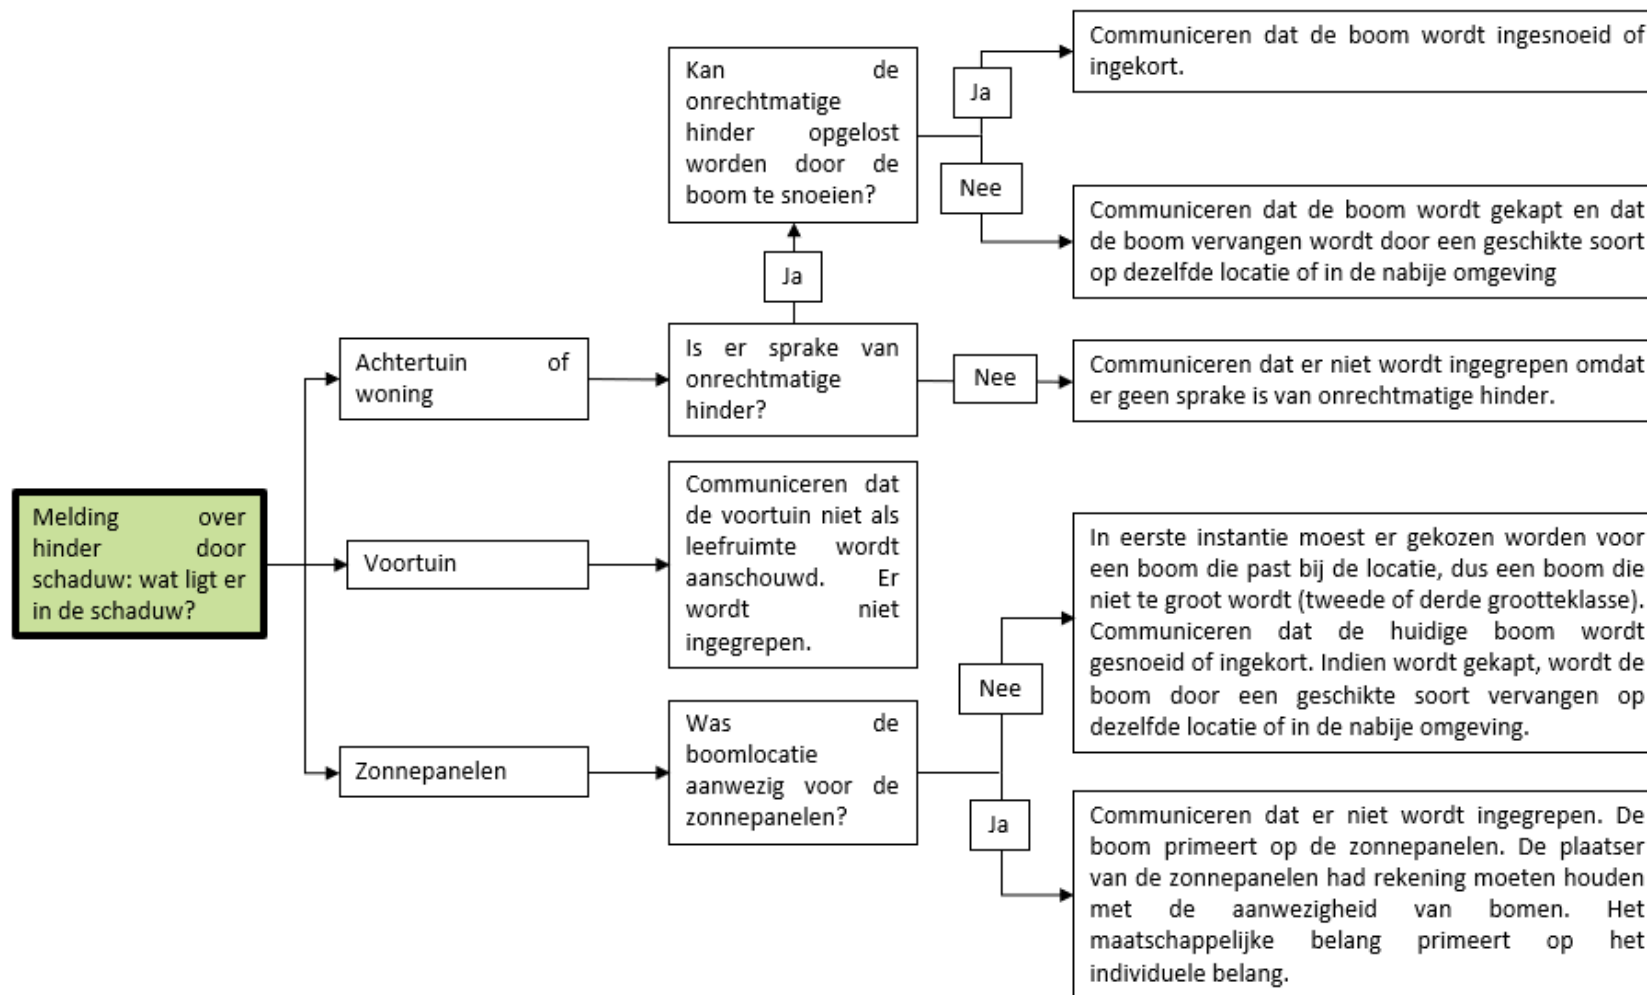 Melding over
hinder door
schaduw: wat ligt er
in de schaduw?
Achtertuin of
woning
Is er sprake van
onrechtmatige
hinder?
Ja
Kan de
onrechtmatige
hinder opgelost
worden door de
boom te snoeien?
Ja
Communiceren dat de boom wordt ingesnoeid of
ingekort.
Nee
Communiceren dat de boom wordt gekapt en dat
de boom vervangen wordt door een geschikte soort
op dezelfde locatie of in de nabije omgeving
Nee
Communiceren dat er niet wordt ingegrepen omdat
er geen sprake is van onrechtmatige hinder.
Voortuin
Communiceren dat
de voortuin niet als
leefruimte wordt
aanschouwd. Er
wordt niet
ingegrepen.
Zonnepanelen
Was de
boomlocatie
aanwezig voor de
zonnepanelen?
Nee
In eerste instantie moest er gekozen worden voor
een boom die past bij de locatie, dus een boom die
niet te groot wordt (tweede of derde grootteklasse).
Communiceren dat de huidige boom wordt
gesnoeid of ingekort. Indien wordt gekapt, wordt de
boom door een geschikte soort vervangen op
dezelfde locatie of in de nabije omgeving.
Ja
Communiceren dat er niet wordt ingegrepen. De
boom primeert op de zonnepanelen. De plaatser
van de zonnepanelen had rekening moeten houden
met de aanwezigheid van bomen. Het
maatschappelijke belang primeert op het
individuele belang.